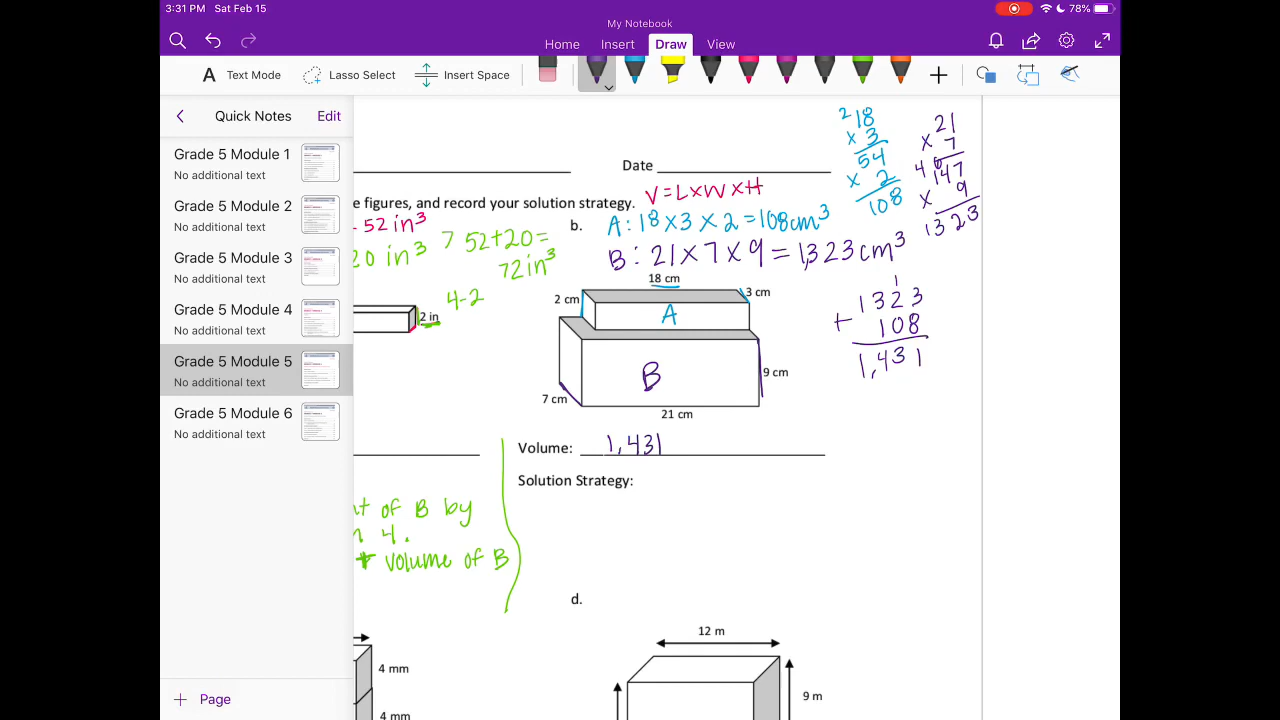 3:31 PM Sat Feb 15
78%
My Notebook
Home Insert Draw View
Text Mode Lasso Select Insert Space
Quick Notes Edit
Grade 5 Module 1
No additional text
Grade 5 Module 2
No additional text
Grade 5 Module 3
No additional text
Grade 5 Module 4
No additional text
Grade 5 Module 5
No additional text
Grade 5 Module 6
No additional text
Page
Date
e figures, and record your solution strategy.
V = L x W x H
52 in³
20 in³
52+20=
72 in³
4-2
2 in
b.
A: 18 x 3 x 2 = 108 cm³
B: 21 x 7 x 9 = 1,323 cm³
2
18
x 3
54
x 2
108
21
x 7
4 6
147
x 9
1323
18 cm
2 cm
3 cm
A
B
9 cm
7 cm
21 cm
1
1323
+ 108
1,431
Volume: 1,431
Solution Strategy:
of B by
4.
volume of B
4 mm
4 mm
d.
12 m
9 m